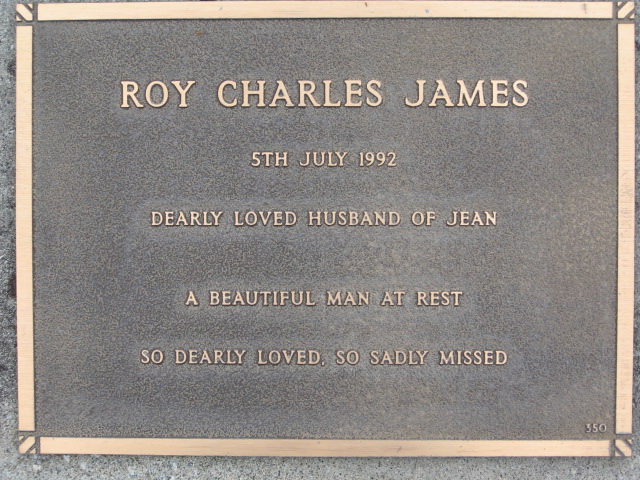 ROY CHARLES JAMES
5TH JULY 1992
DEARLY LOVED HUSBAND OF JEAN
A BEAUTIFUL MAN AT REST
SO DEARLY LOVED, SO SADLY MISSED
350